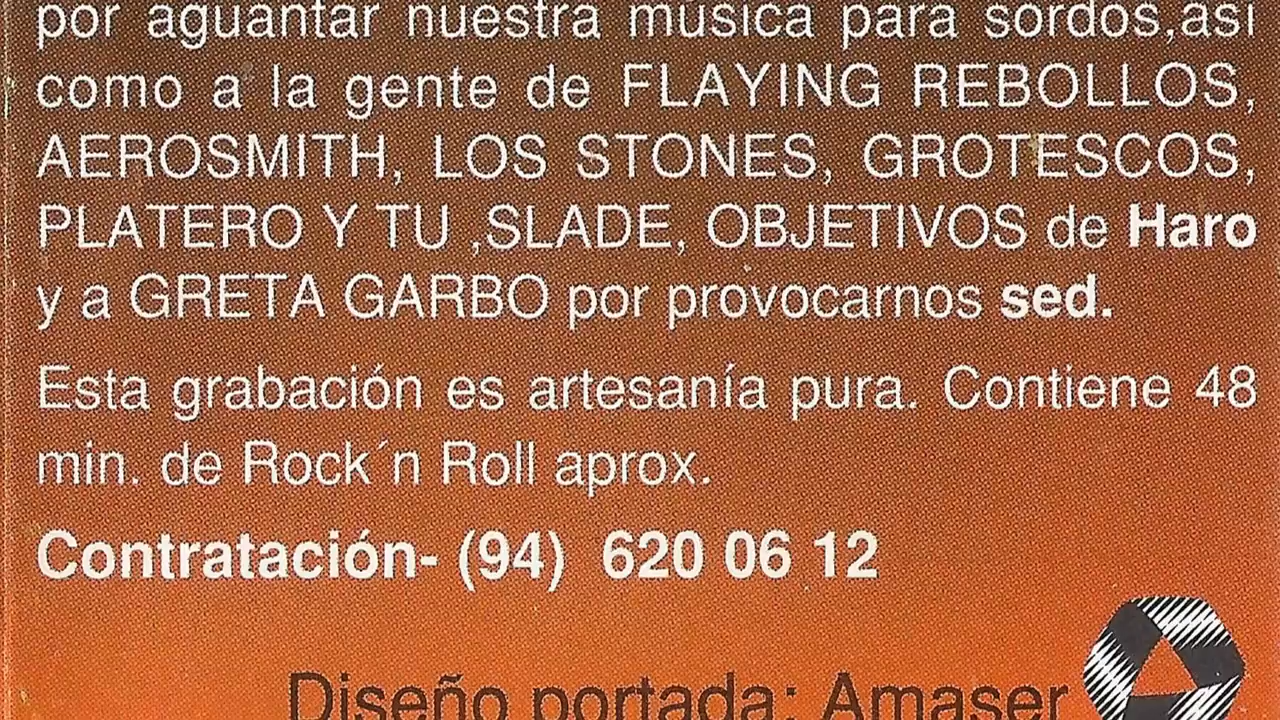 por aguantar nuestra música para sordos,así
como a la gente de FLAYING REBOLLOS,
AEROSMITH, LOS STONES, GROTESCOS,
PLATERO Y TU ,SLADE, OBJETIVOS de Haro
y a GRETA GARBO por provocarnos sed.
Esta grabación es artesanía pura. Contiene 48
min. de Rock´n Roll aprox.
Contratación- (94) 620 06 12
Diseño portada: Amaser